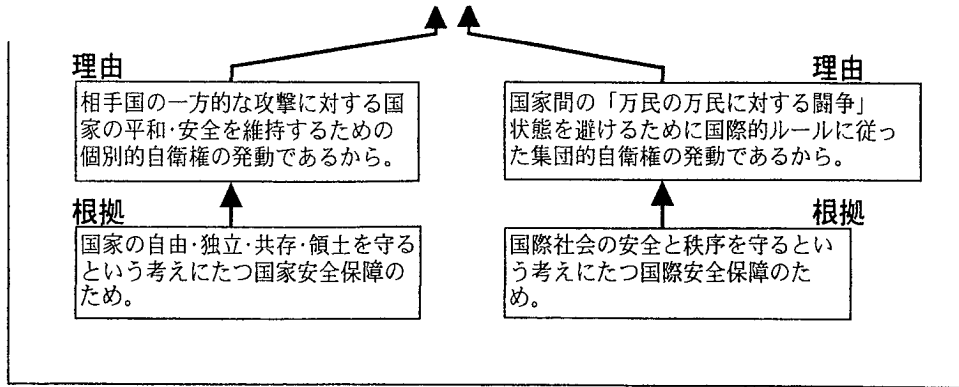 理由
相手国の一方的な攻撃に対する国
家の平和･安全を維持するための
個別的自衛権の発動であるから。
理由
国家間の「万民の万民に対する闘争」
状態を避けるために国際的ルールに従っ
た集団的自衛権の発動であるから。
根拠
国家の自由･独立･共存･領土を守る
という考えにたつ国家安全保障の
ため。
根拠
国際社会の安全と秩序を守るとい
う考えにたつ国際安全保障のた
め。